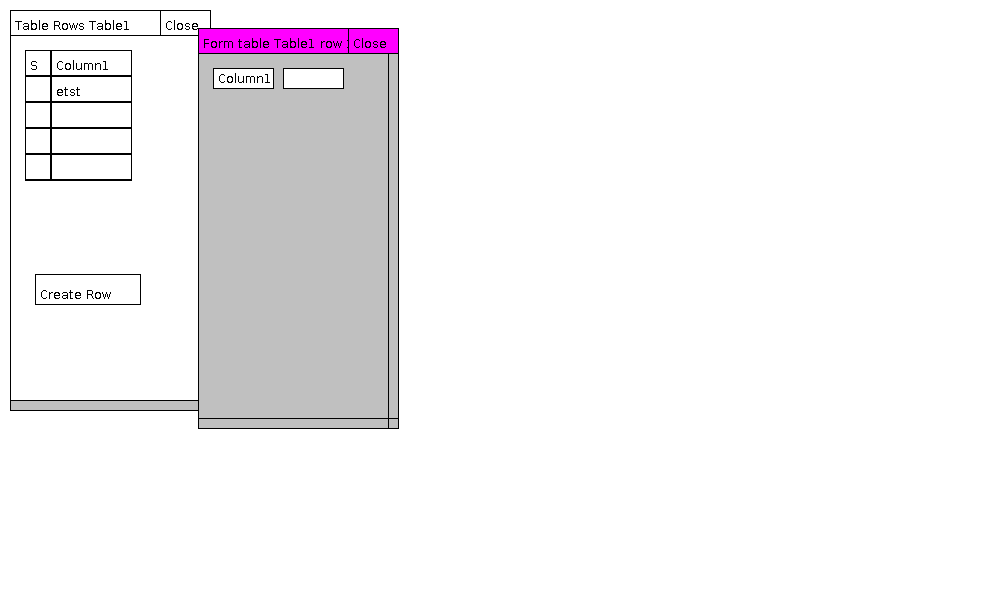 Table Rows Table1 Close
S Column1
etst
Create Row
Form table Table1 row Close
Column1